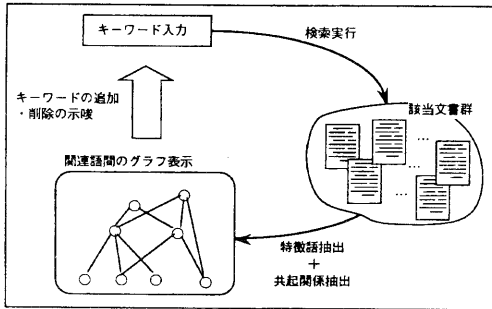 キーワード入力
検索実行
キーワードの追加
・削除の示唆
該当文書群
… 
…
関連語間のグラフ表示
特徴語抽出
＋
共起関係抽出